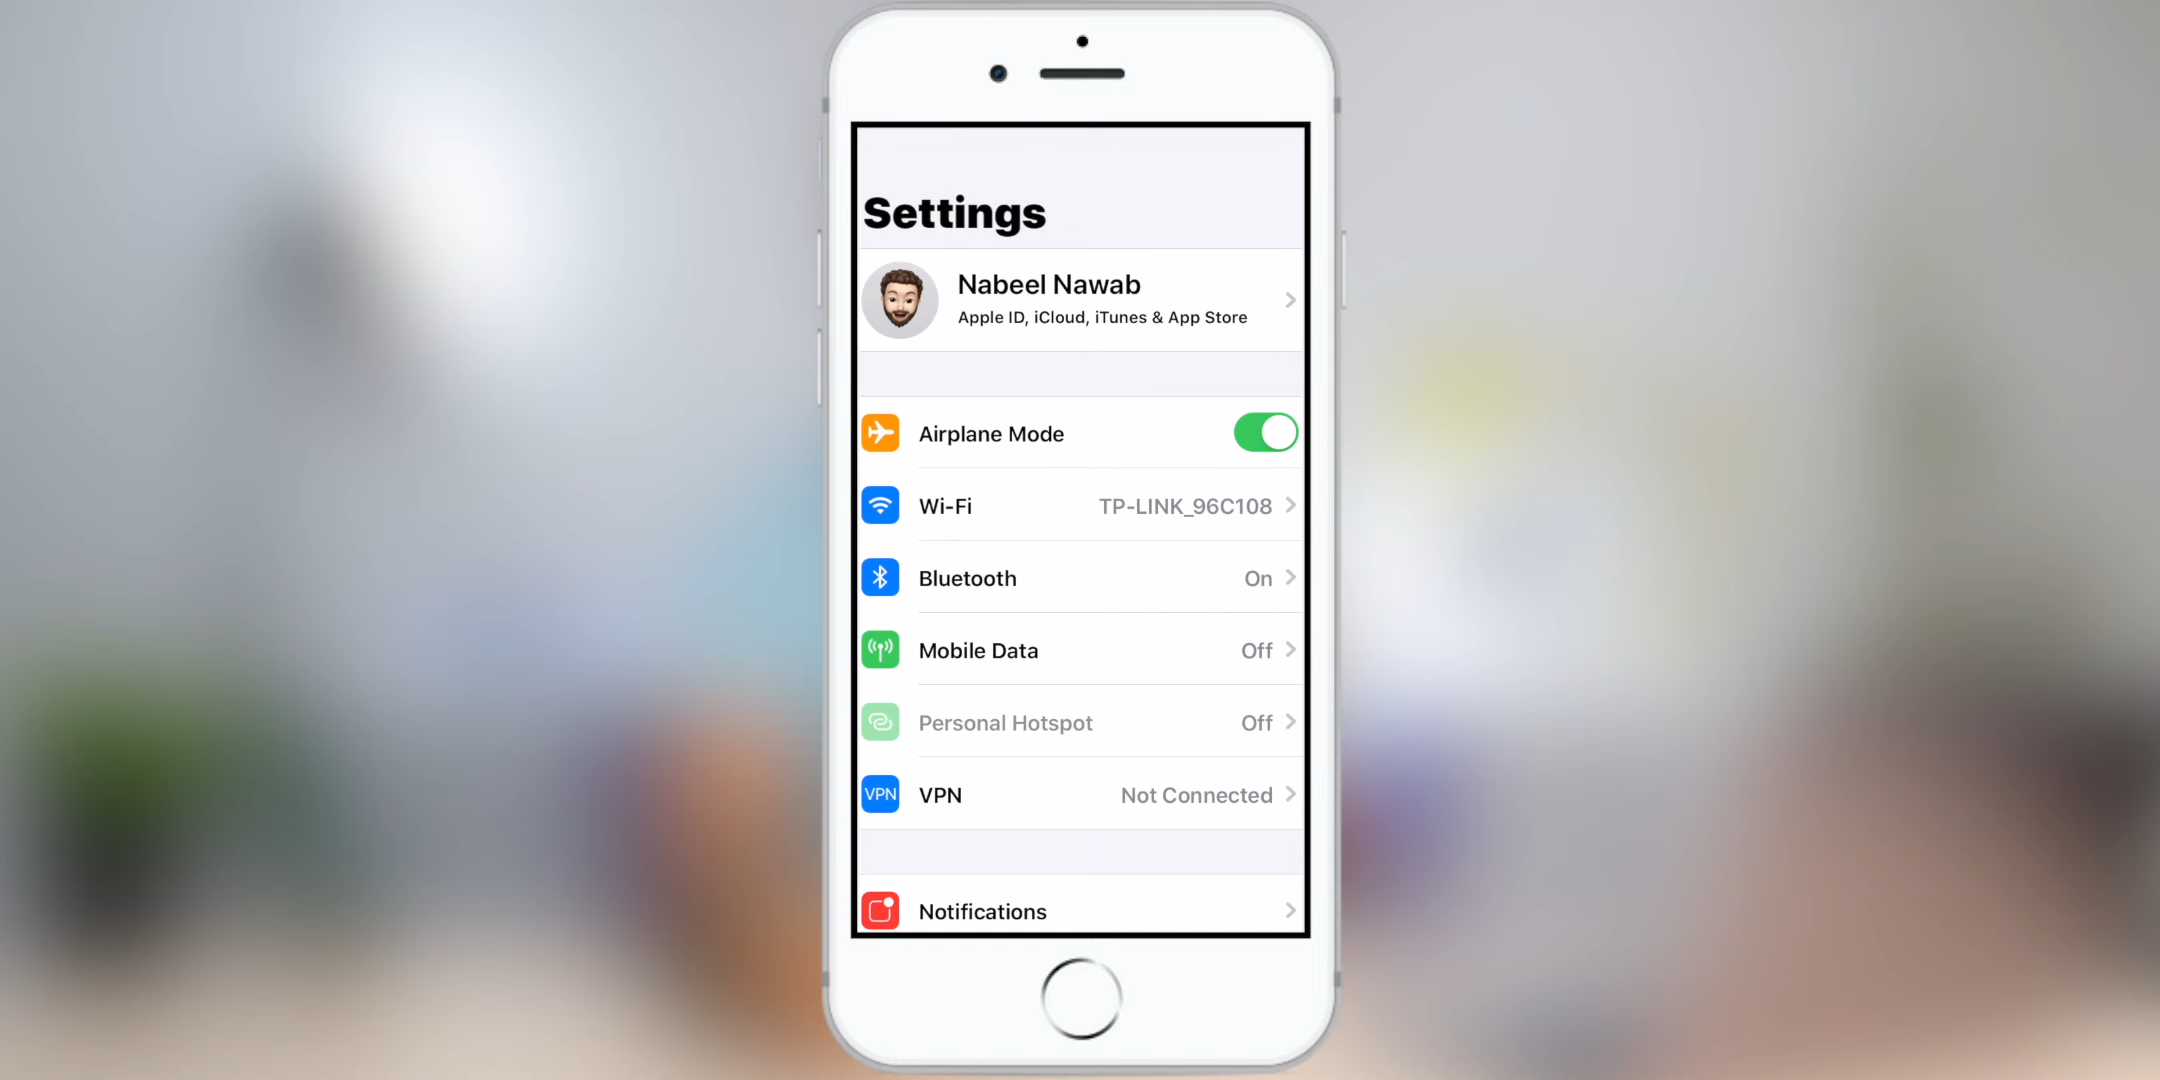 Settings
Nabeel Nawab
Apple ID, iCloud, iTunes & App Store
Airplane Mode
Wi-Fi TP-LINK_96C108
Bluetooth On
Mobile Data Off
Personal Hotspot Off
VPN VPN Not Connected
Notifications